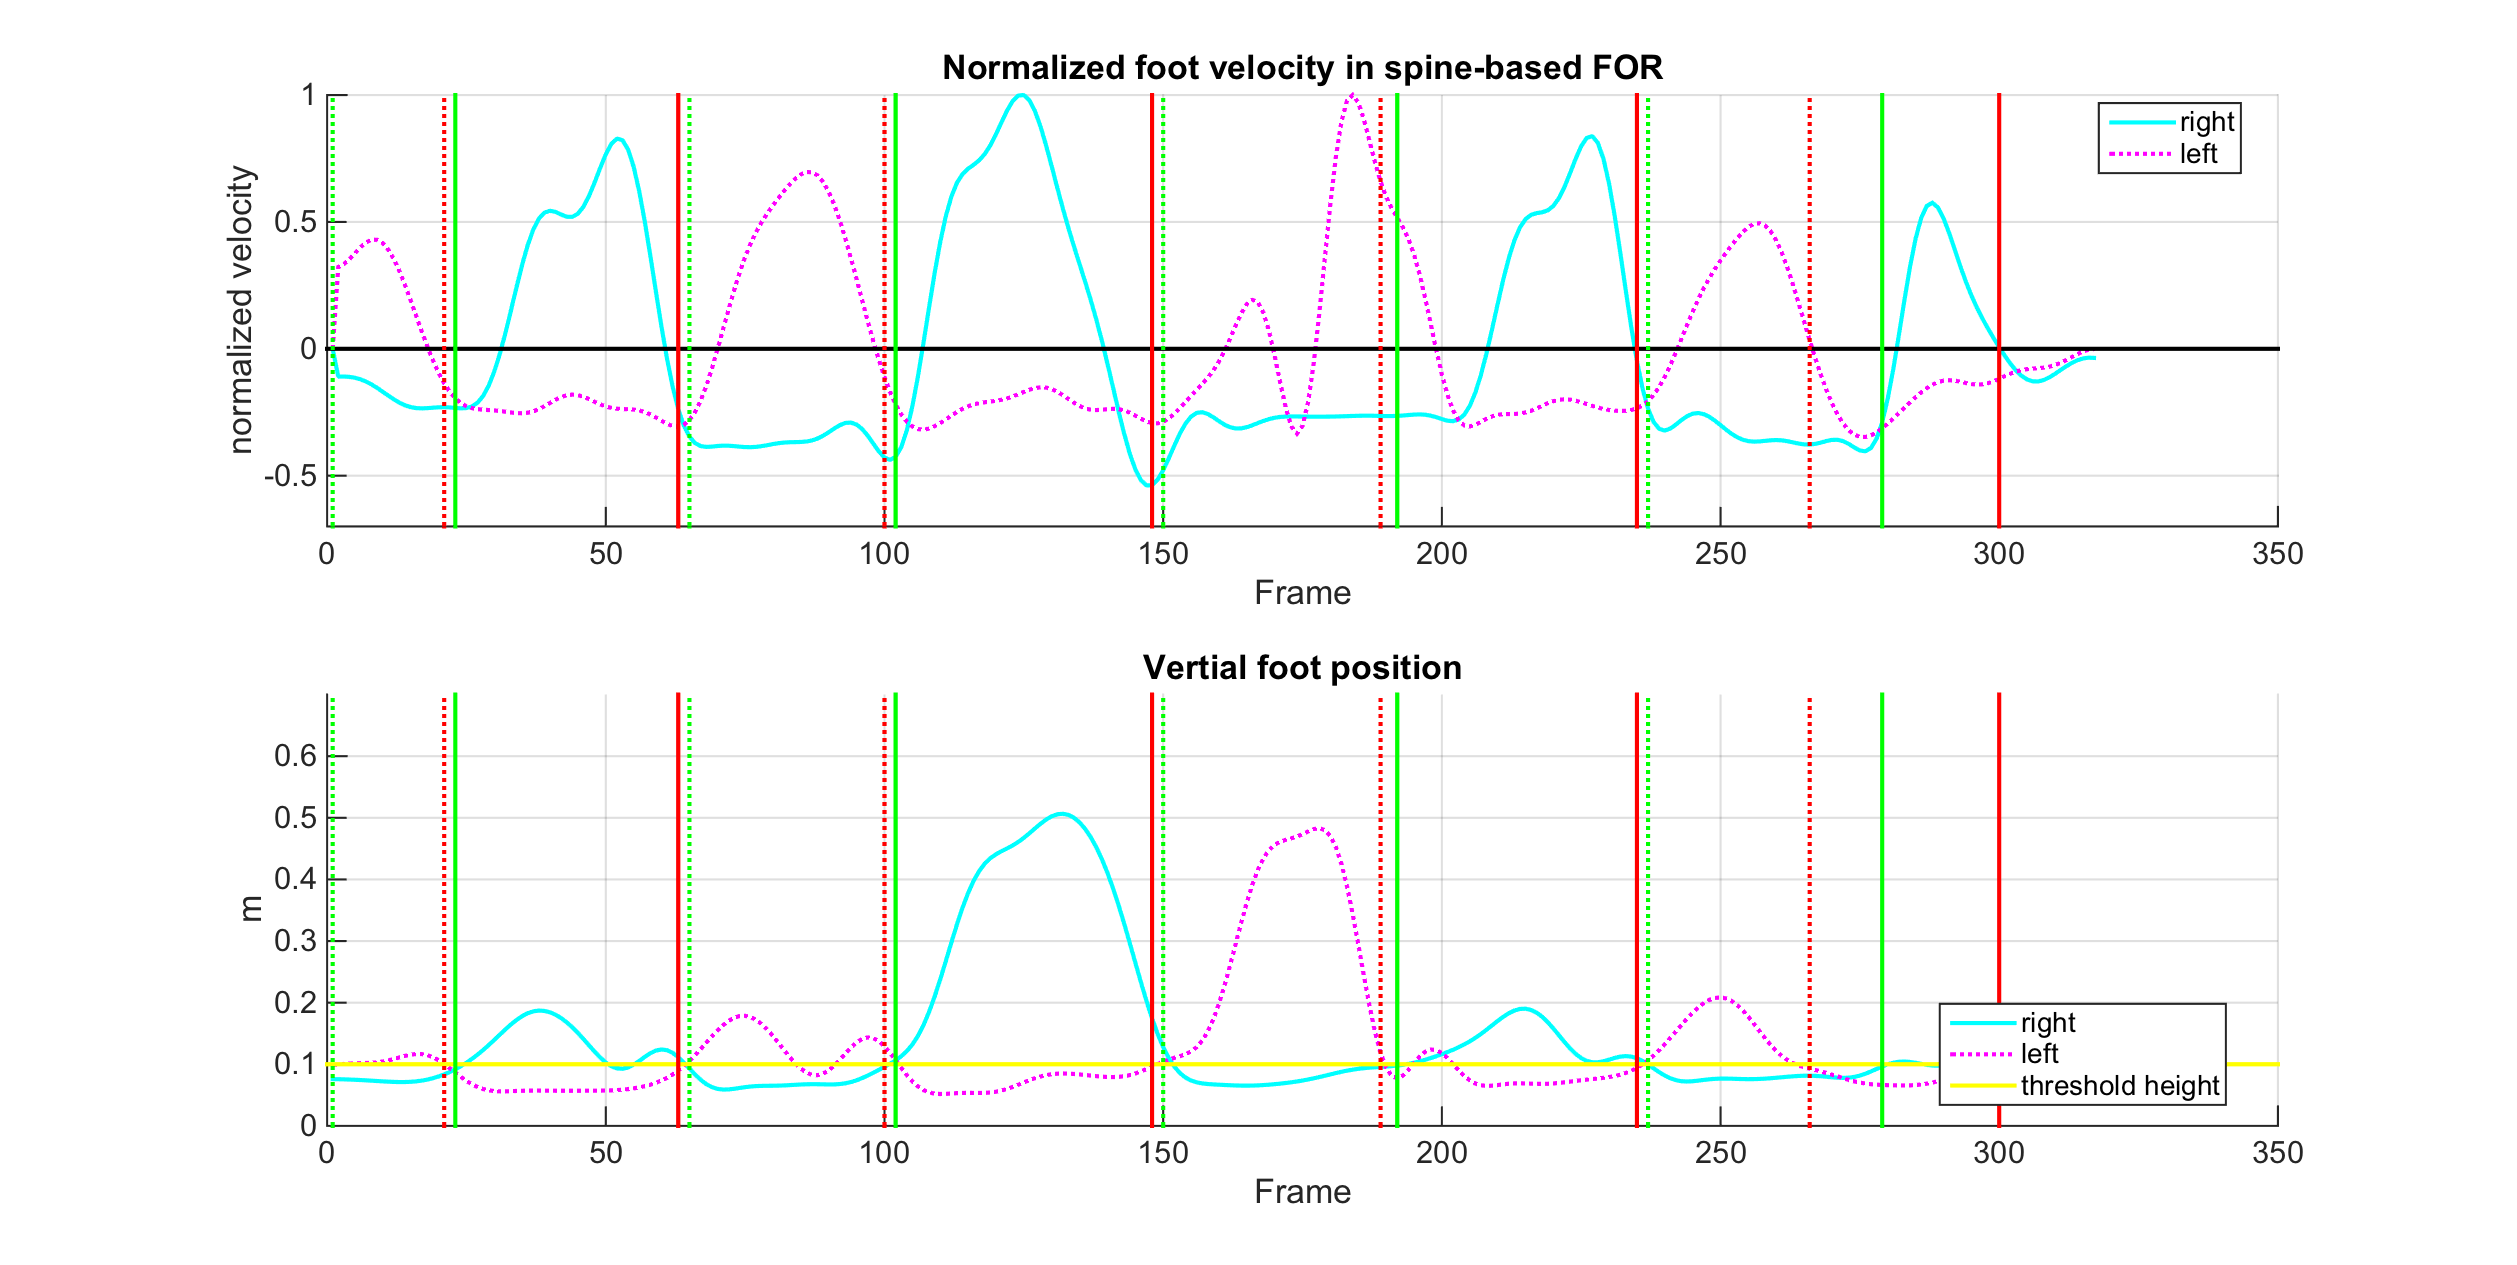 Normalized foot velocity in spine-based FOR
1
0.5
0
-0.5
normalized velocity
right
left
0 50 100 150 200 250 300 350
Frame
Vertial foot position
0.6
0.5
0.4
0.3
0.2
0.1
0
m
right
left
threshold height
0 50 100 150 200 250 300 350
Frame